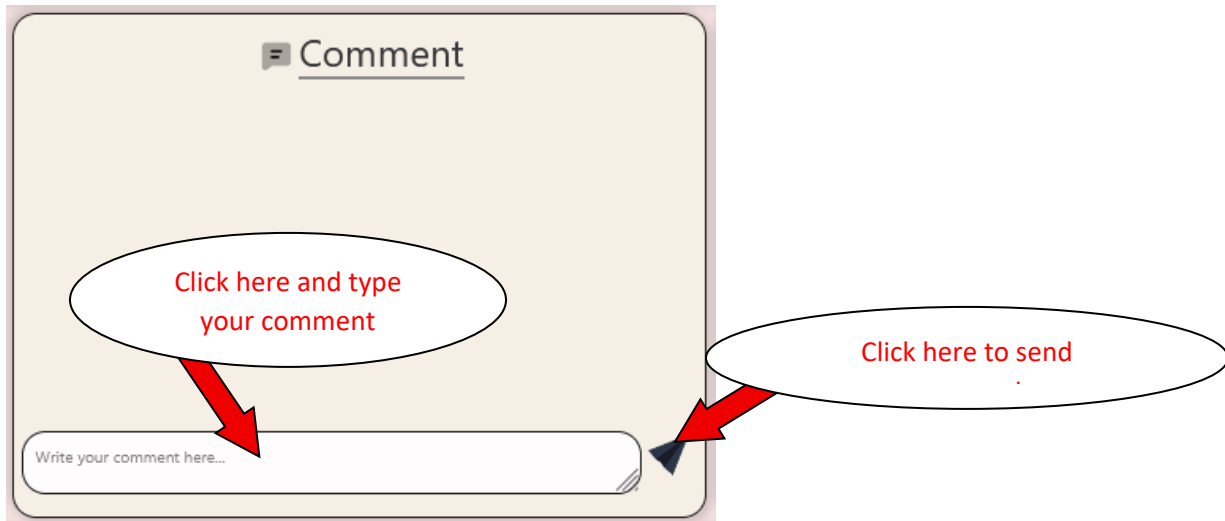 Comment
Click here and type
your comment
Click here to send
Write your comment here...